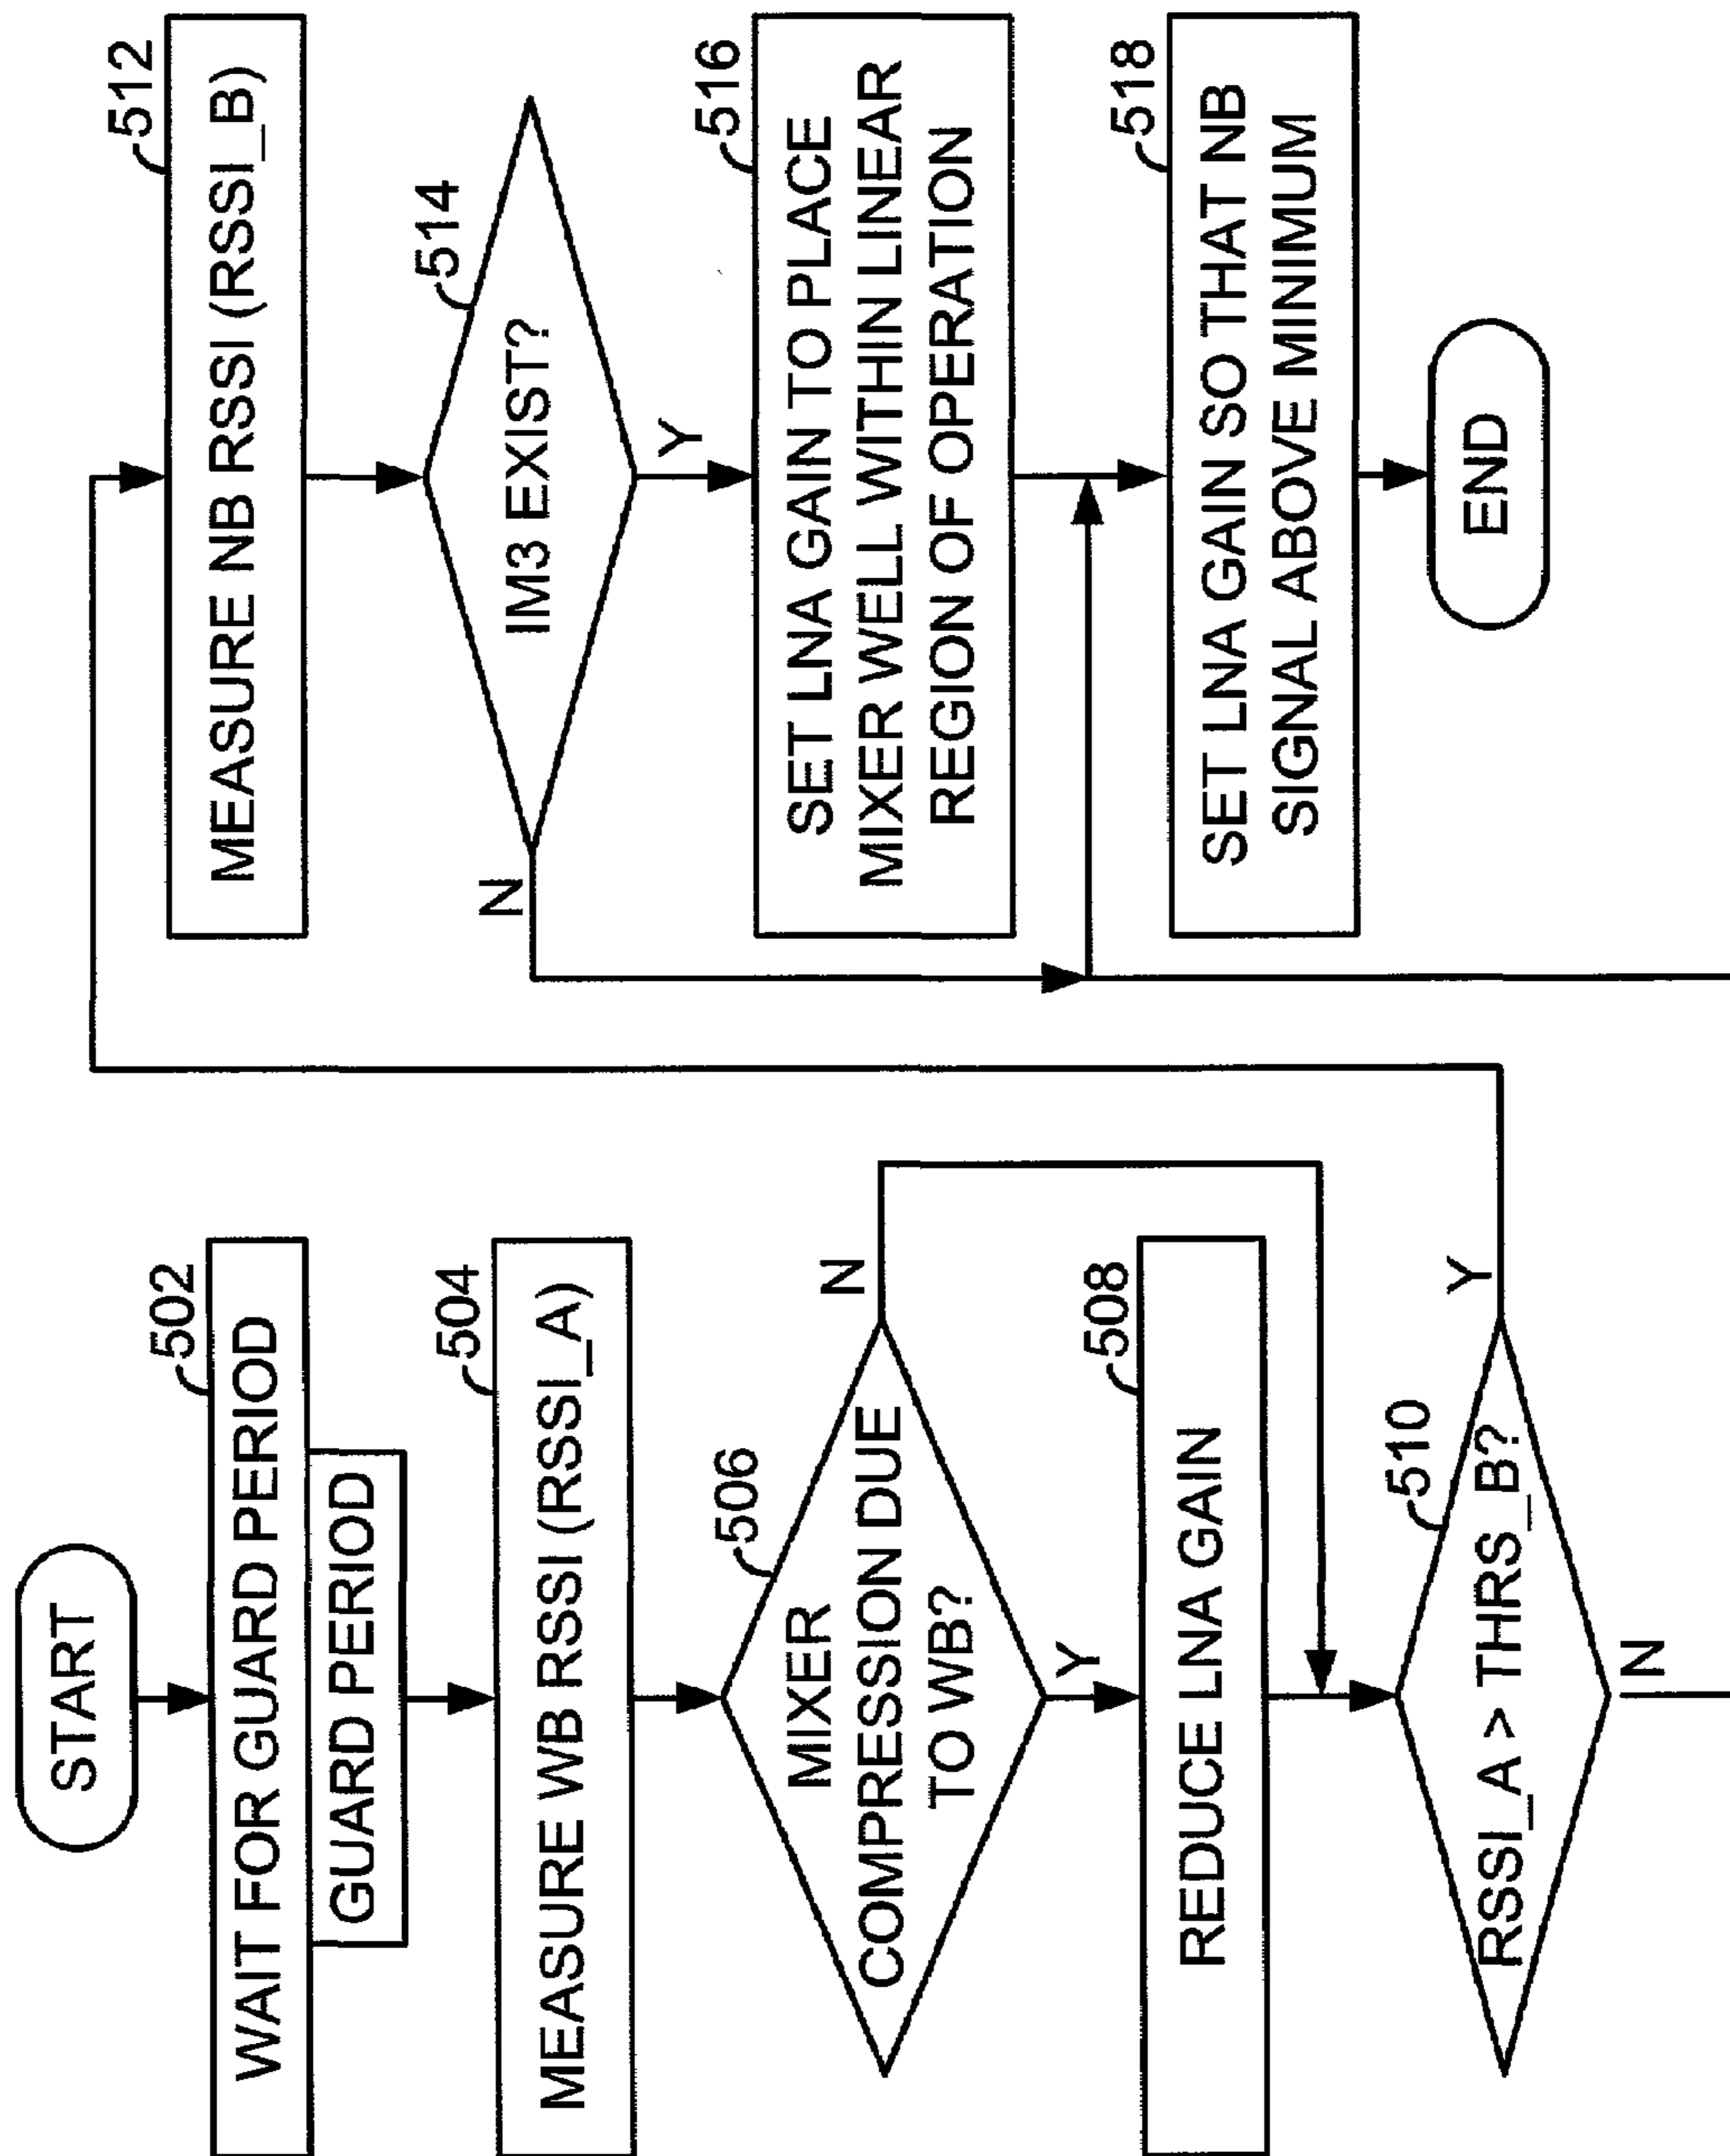 START
502
WAIT FOR GUARD PERIOD
GUARD PERIOD
504
MEASURE WB RSSI (RSSI_A)
506
MIXER
COMPRESSION DUE
TO WB?
N
Y
508
REDUCE LNA GAIN
510
RSSI_A > THRS_B?
Y
N
512
MEASURE NB RSSI (RSSI_B)
514
IM3 EXIST?
N
Y
516
SET LNA GAIN TO PLACE
MIXER WELL WITHIN LINEAR
REGION OF OPERATION
518
SET LNA GAIN SO THAT NB
SIGNAL ABOVE MINIMUM
END